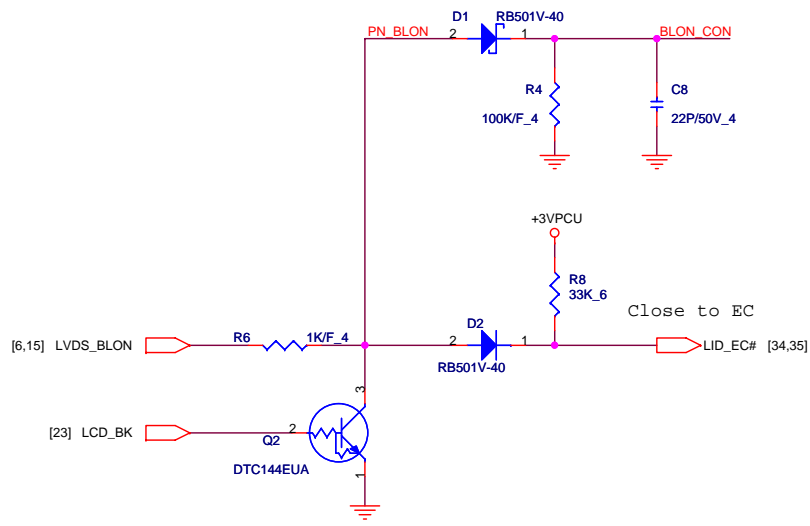 D1
RB501V-40
PN_BLON
2
1
BLON_CON
R4
100K/F_4
C8
22P/50V_4
+3VPCU
R8
33K_6
Close to EC
D2
[6,15] LVDS_BLON
R6
1K/F_4
2
1
LID_EC# [34,35]
RB501V-40
3
[23] LCD_BK
2
Q2
DTC144EUA
1